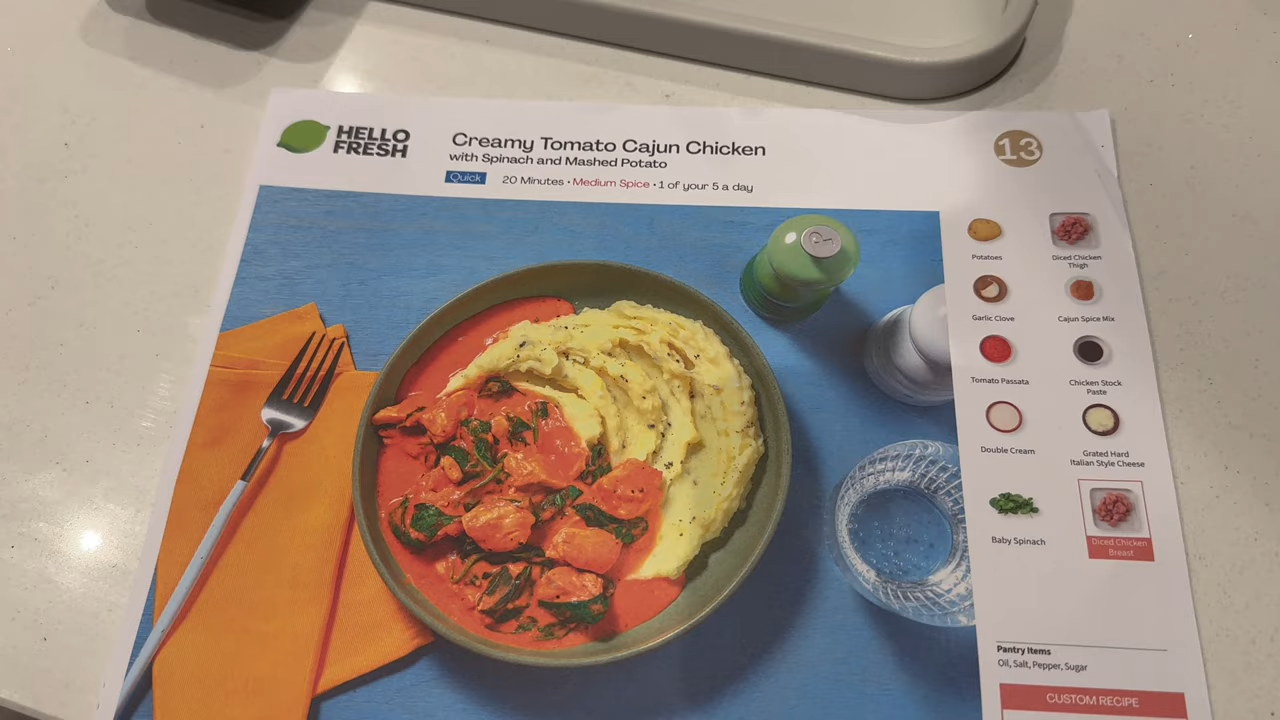 HELLO
FRESH
Creamy Tomato Cajun Chicken
with Spinach and Mashed Potato
Quick
20 Minutes • Medium Spice • 1 of your 5 a day
13
Potatoes
Diced Chicken
Thigh
Garlic Clove
Cajun Spice Mix
Tomato Passata
Chicken Stock
Paste
Double Cream
Grated Hard
Italian Style Cheese
Baby Spinach
Diced Chicken
Breast
Pantry Items
Oil, Salt, Pepper, Sugar
CUSTOM RECIPE